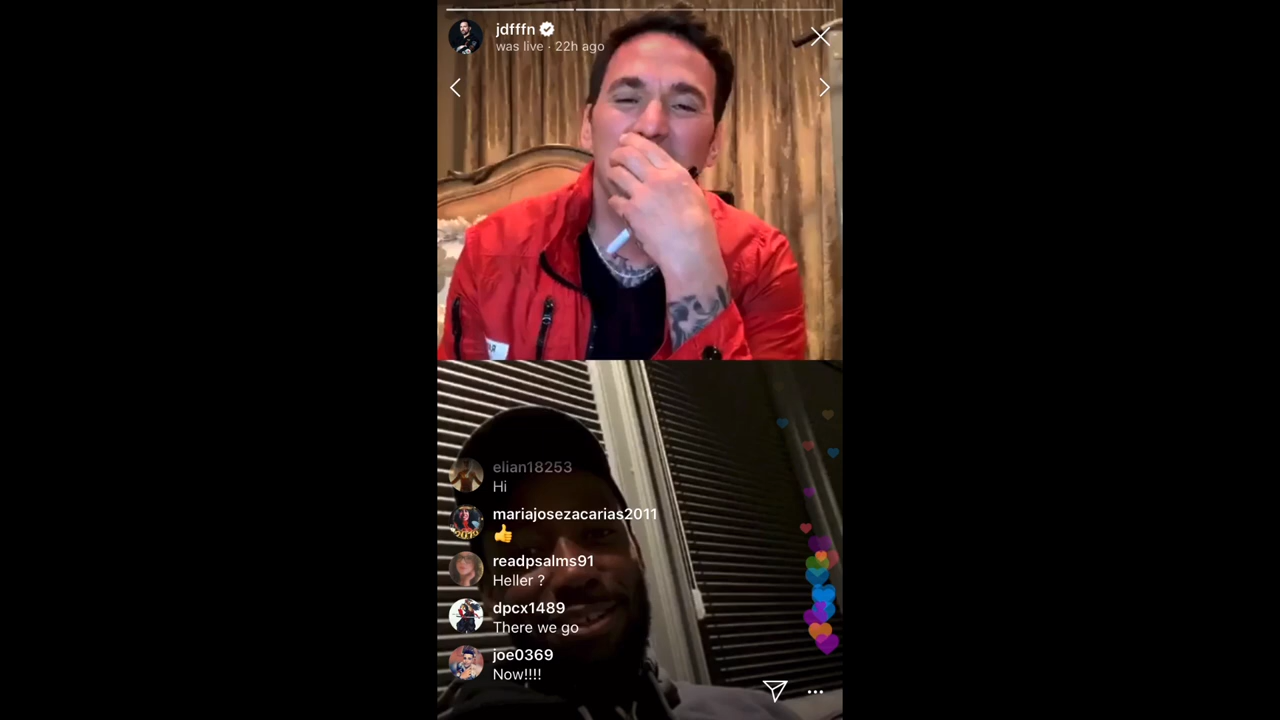 jdfffn
was live · 22h ago
elian18253
Hi
mariajosezacarias2011
👍
readpsalms91
Heller ?
dpcx1489
There we go
joe0369
Now!!!!